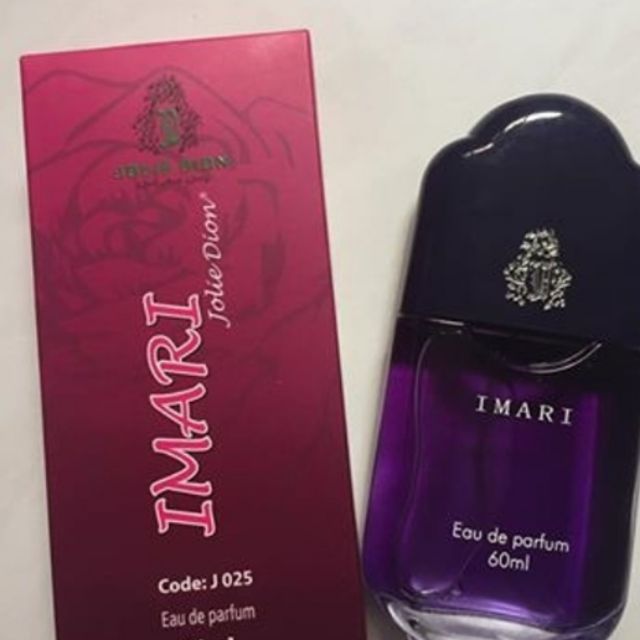 JOLIE DION
IMARI
Jolie Dion®
Code: J 025
Eau de parfum
IMARI
Eau de parfum
60ml